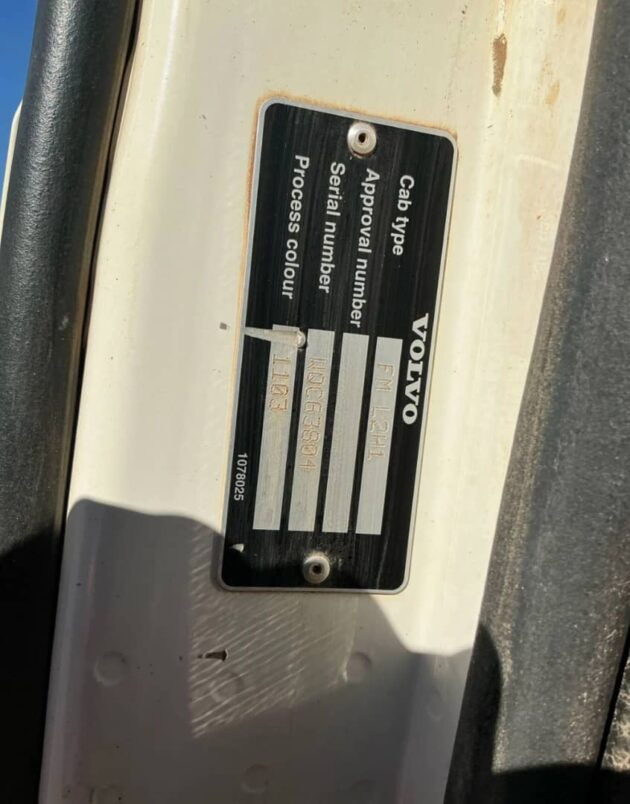 VOLVO
Cab type FM L2H1
Approval number
Serial number WDC63804
Process colour 1103
1078025